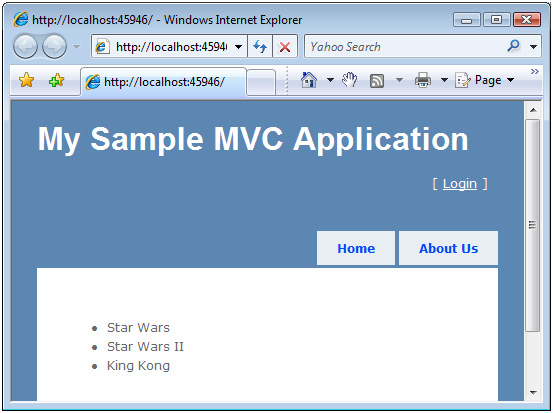 http://localhost:45946/ - Windows Internet Explorer
http://localhost:4594 Yahoo Search
http://localhost:45946/ Page
My Sample MVC Application
[ Login ]
Home About Us
Star Wars
Star Wars II
King Kong